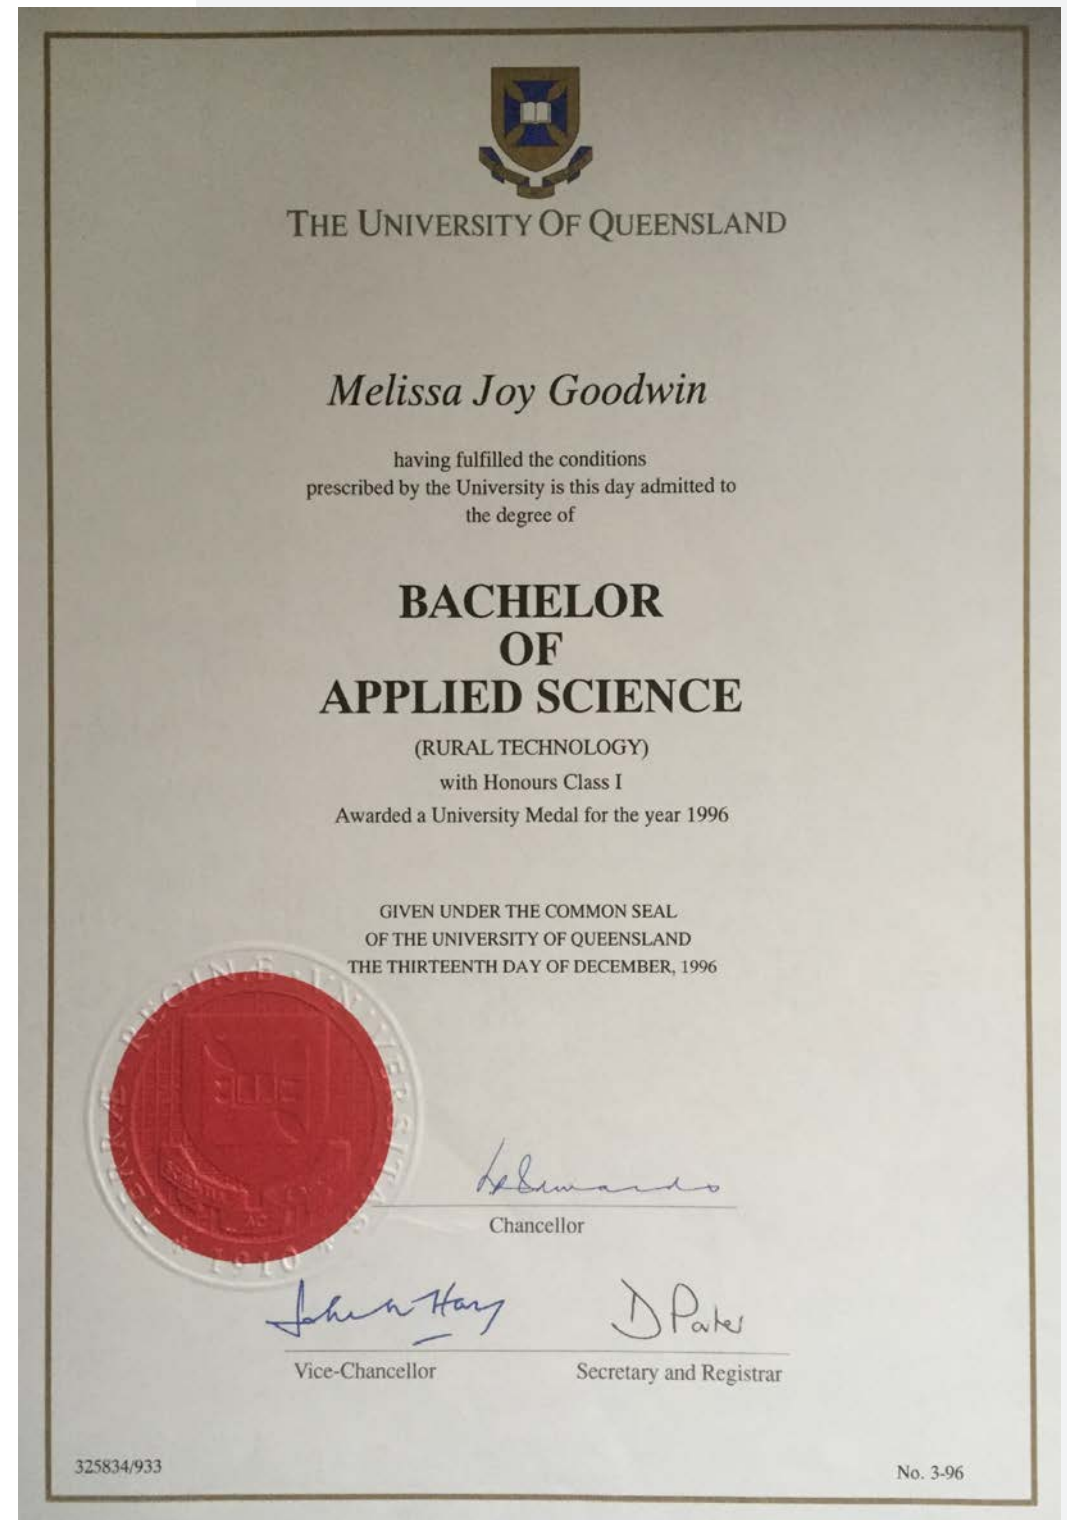 THE UNIVERSITY OF QUEENSLAND
Melissa Joy Goodwin
having fulfilled the conditions
prescribed by the University is this day admitted to
the degree of
BACHELOR
OF
APPLIED SCIENCE
(RURAL TECHNOLOGY)
with Honours Class I
Awarded a University Medal for the year 1996
GIVEN UNDER THE COMMON SEAL
OF THE UNIVERSITY OF QUEENSLAND
THE THIRTEENTH DAY OF DECEMBER, 1996
1910
Chancellor
Vice-Chancellor
Secretary and Registrar
325834/933
No. 3-96